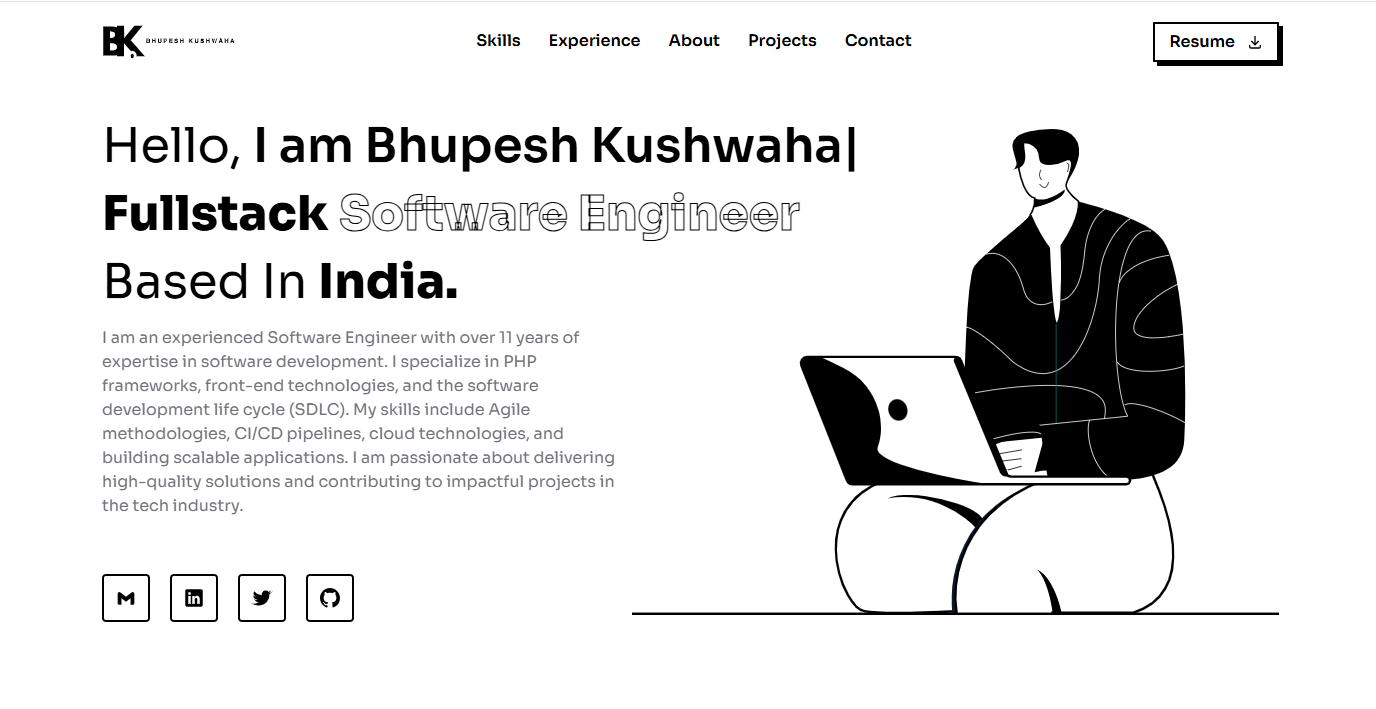 BK BHUPESH KUSHWAHA
Skills Experience About Projects Contact
Resume
Hello, I am Bhupesh Kushwaha|
Fullstack Software Engineer
Based In India.
I am an experienced Software Engineer with over 11 years of
expertise in software development. I specialize in PHP
frameworks, front-end technologies, and the software
development life cycle (SDLC). My skills include Agile
methodologies, CI/CD pipelines, cloud technologies, and
building scalable applications. I am passionate about delivering
high-quality solutions and contributing to impactful projects in
the tech industry.